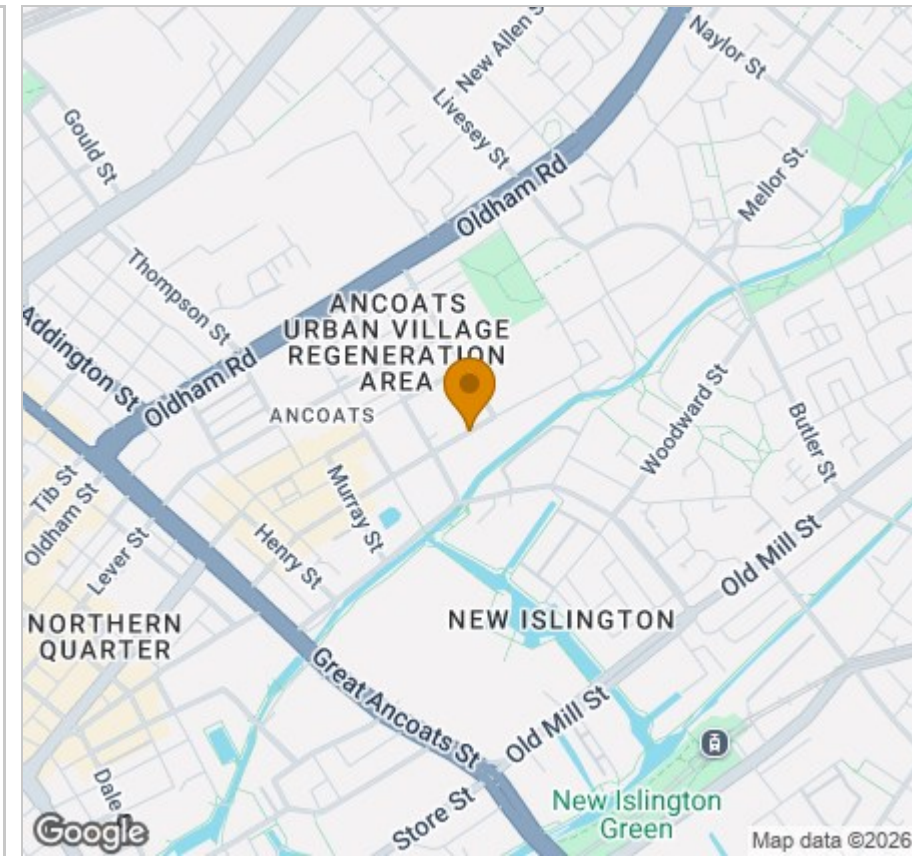 New Allen S
Naylor St
Livesey St
Gould St
Mellor St.
Oldham Rd
Thompson St
ANCOATS
URBAN VILLAGE
REGENERATION
AREA
Addington St
Oldham Rd
ANCOATS
Woodward St
Butler St
Tib St
Oldham St
Murray St
Lever St
Henry St
Old Mill St
NORTHERN
QUARTER
NEW ISLINGTON
Great Ancoats St
Old Mill St
Dale
Store St
New Islington
Green
Google
Map data ©2026